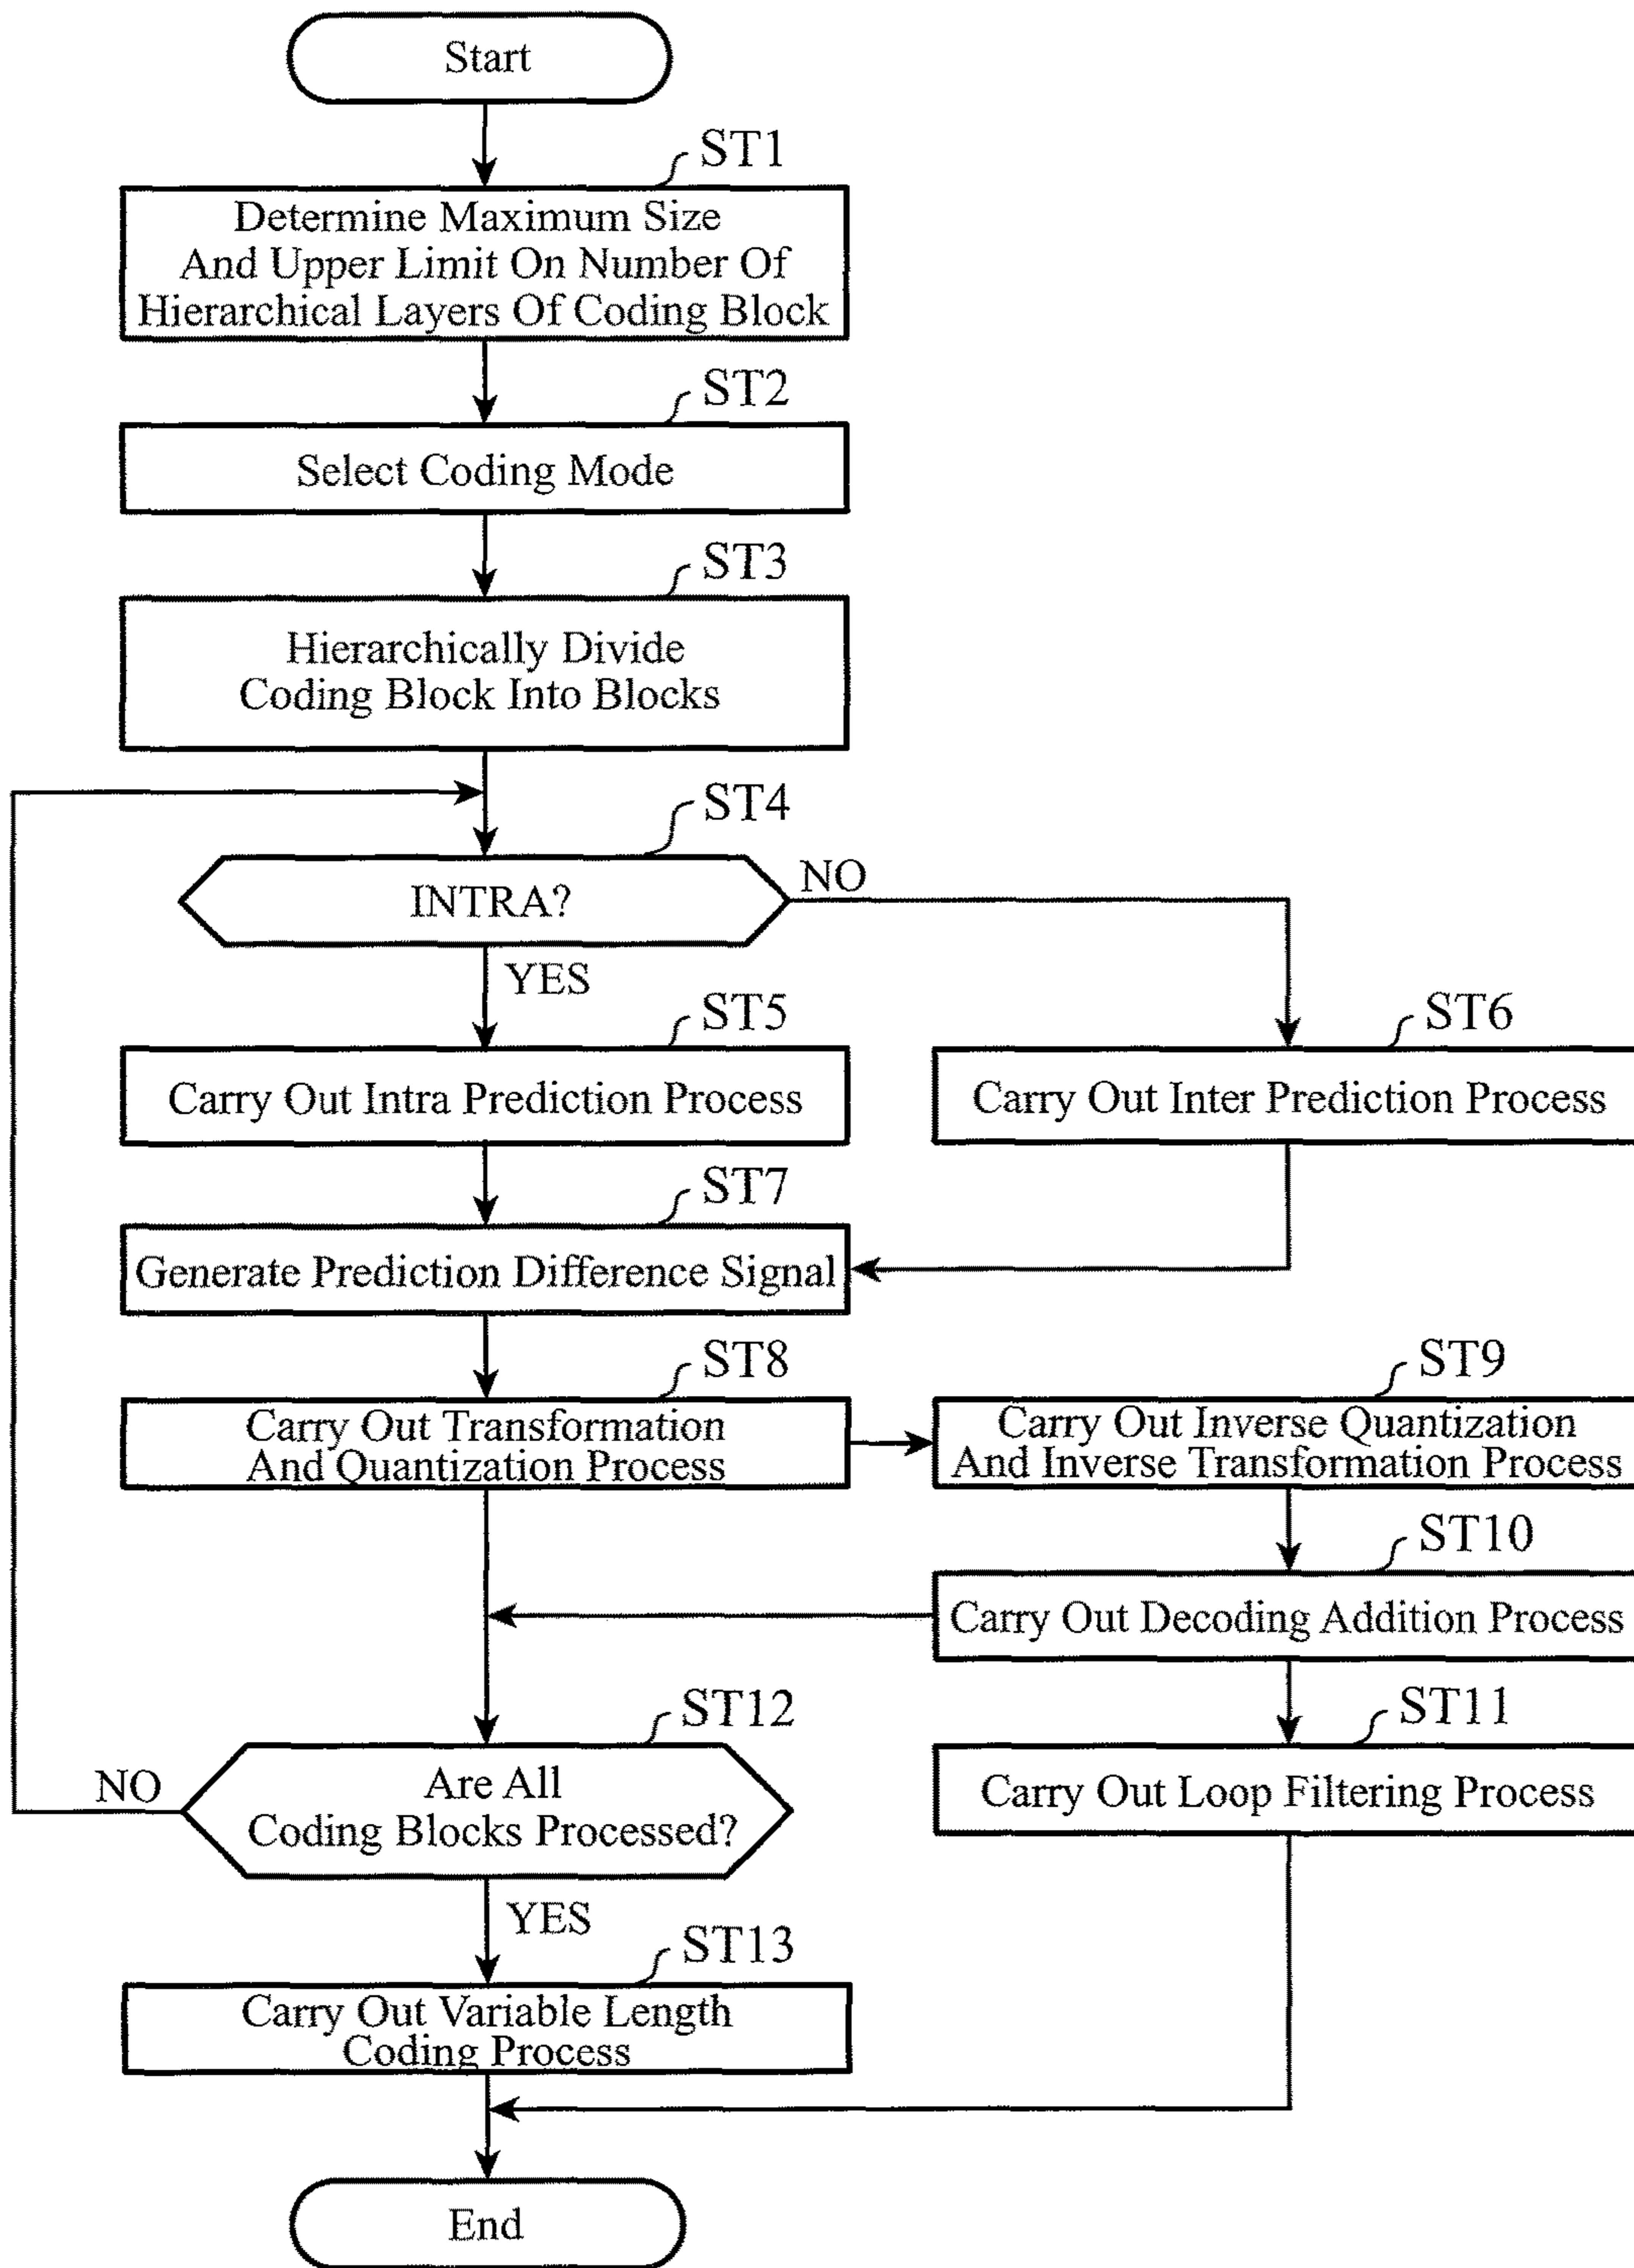 Start
ST1
Determine Maximum Size
And Upper Limit On Number Of
Hierarchical Layers Of Coding Block
ST2
Select Coding Mode
ST3
Hierarchically Divide
Coding Block Into Blocks
ST4
INTRA?
NO
YES
ST5
Carry Out Intra Prediction Process
ST6
Carry Out Inter Prediction Process
ST7
Generate Prediction Difference Signal
ST8
Carry Out Transformation
And Quantization Process
ST9
Carry Out Inverse Quantization
And Inverse Transformation Process
ST10
Carry Out Decoding Addition Process
ST11
Carry Out Loop Filtering Process
ST12
Are All
Coding Blocks Processed?
NO
YES
ST13
Carry Out Variable Length
Coding Process
End